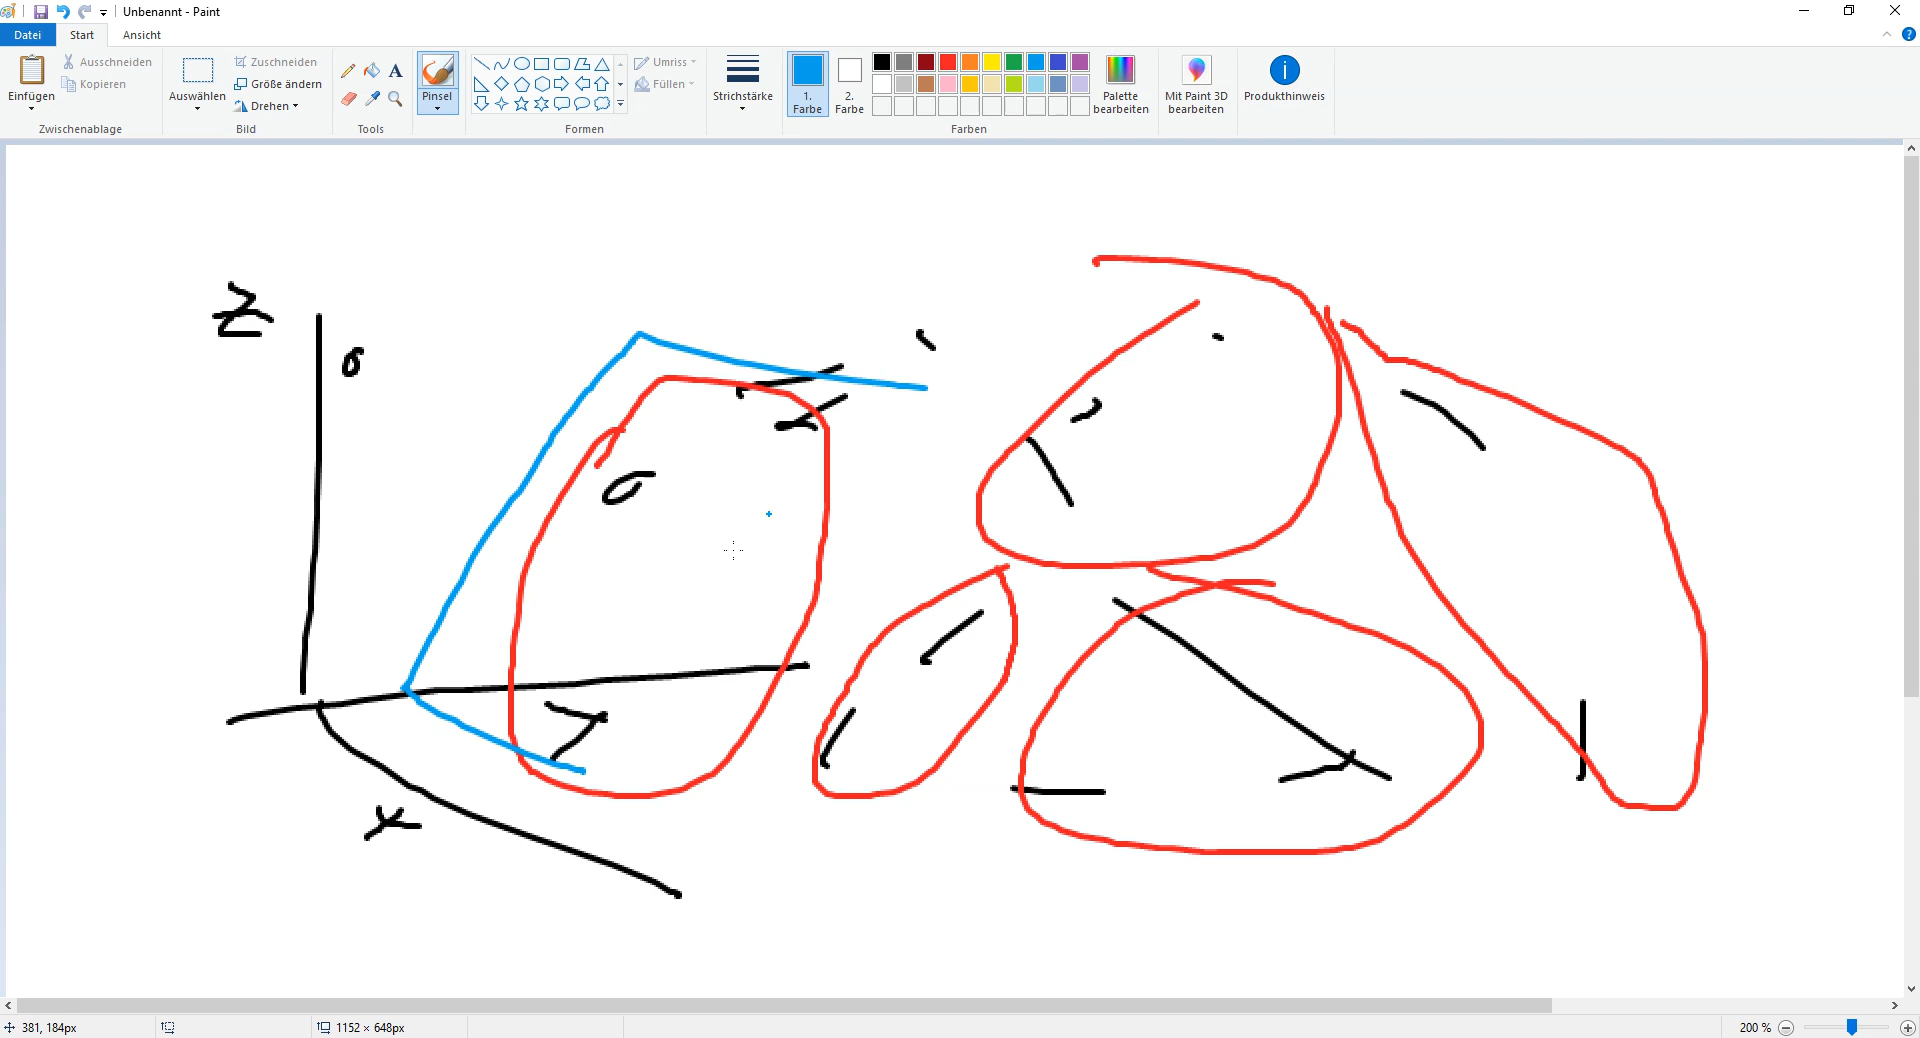 Unbenannt - Paint
Datei Start Ansicht
Einfügen
Ausschneiden
Kopieren
Zwischenablage
Auswählen
Zuschneiden
Größe ändern
Drehen
Bild
A
Tools
Pinsel
Umriss
Füllen
Formen
Strichstärke
1. Farbe
2. Farbe
Farben
Palette bearbeiten
Mit Paint 3D bearbeiten
Produkthinweis
Z
x
381, 184px
1152 × 648px
200 %